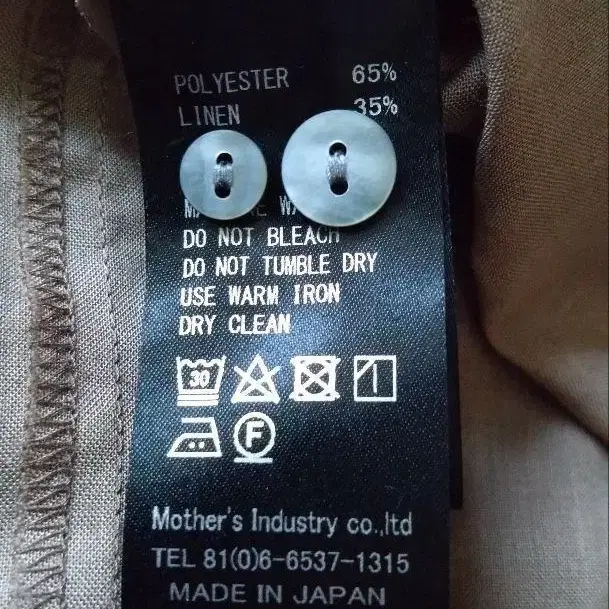 POLYESTER 65%
LINEN 35%
DO NOT BLEACH
DO NOT TUMBLE DRY
USE WARM IRON
DRY CLEAN
30
F
Mother's Industry co.,ltd
TEL 81(0)6-6537-1315
MADE IN JAPAN